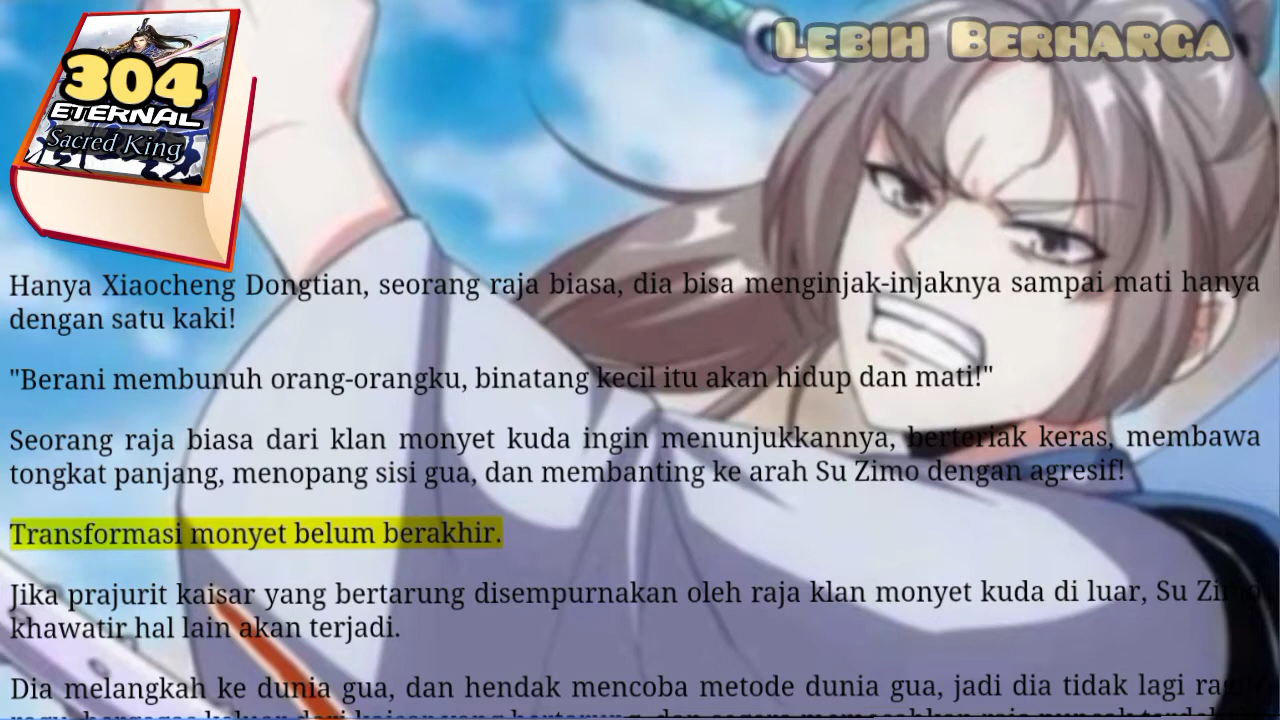 LEBIH BERHARGA
304
ETERNAL
Sacred King
Hanya Xiaocheng Dongtian, seorang raja biasa, dia bisa menginjak-injaknya sampai mati hanya
dengan satu kaki!
"Berani membunuh orang-orangku, binatang kecil itu akan hidup dan mati!"
Seorang raja biasa dari klan monyet kuda ingin menunjukkannya, berteriak keras, membawa
tongkat panjang, menopang sisi gua, dan membanting ke arah Su Zimo dengan agresif!
Transformasi monyet belum berakhir.
Jika prajurit kaisar yang bertarung disempurnakan oleh raja klan monyet kuda di luar, Su Zimo
khawatir hal lain akan terjadi.
Dia melangkah ke dunia gua, dan hendak mencoba metode dunia gua, jadi dia tidak lagi